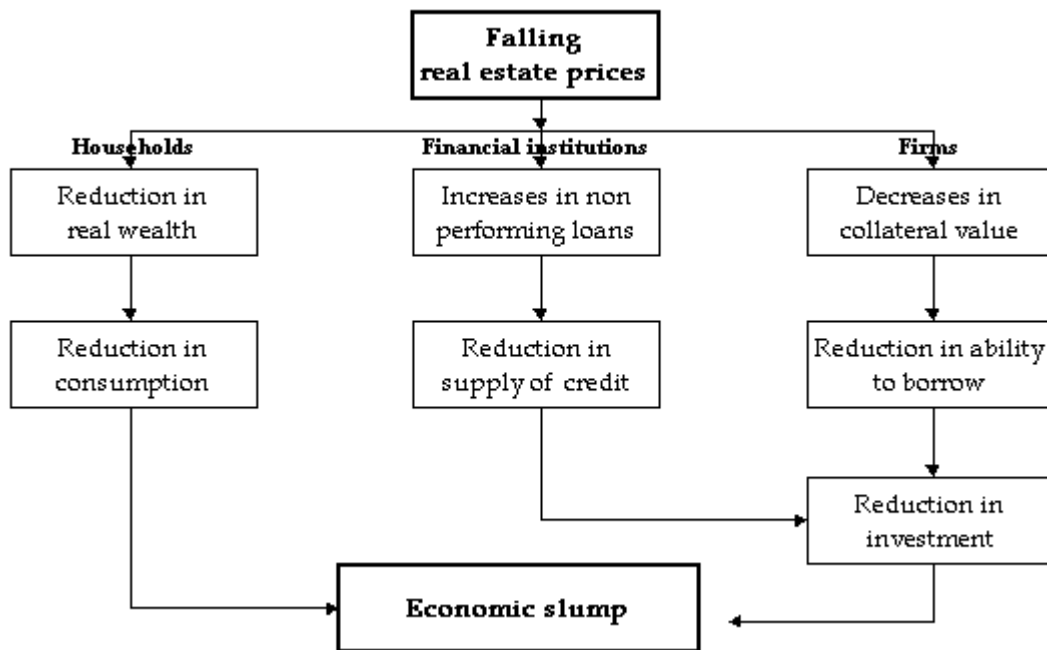 Falling
real estate prices
Households
Financial institutions
Firms
Reduction in
real wealth
Increases in non
performing loans
Decreases in
collateral value
Reduction in
consumption
Reduction in
supply of credit
Reduction in ability
to borrow
Reduction in
investment
Economic slump